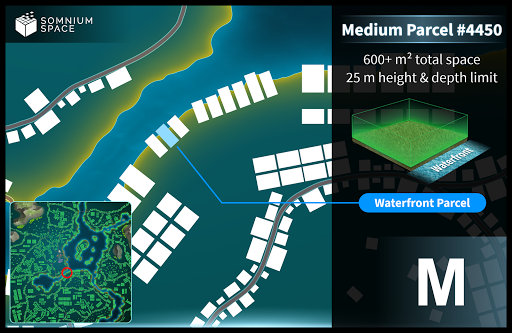 SOMNIUM
SPACE
Medium Parcel #4450
600+ m² total space
25 m height & depth limit
Waterfront
Waterfront Parcel
M